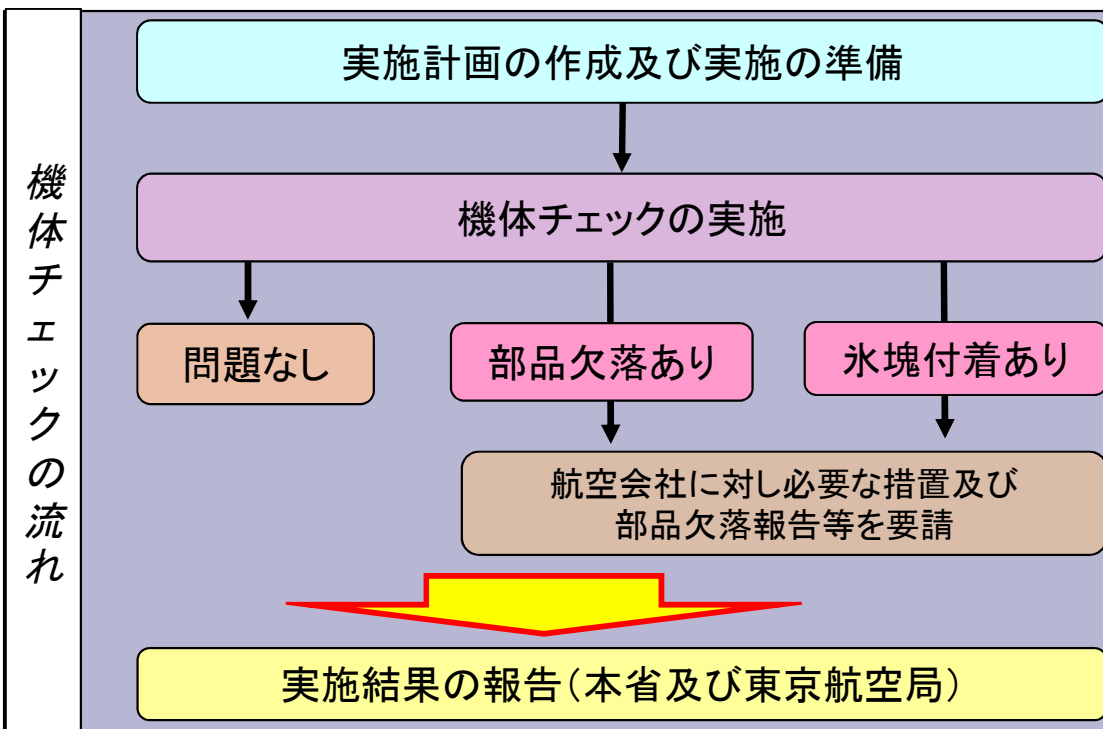 機体チェックの流れ
実施計画の作成及び実施の準備
機体チェックの実施
問題なし
部品欠落あり
氷塊付着あり
航空会社に対し必要な措置及び
部品欠落報告等を要請
実施結果の報告(本省及び東京航空局)